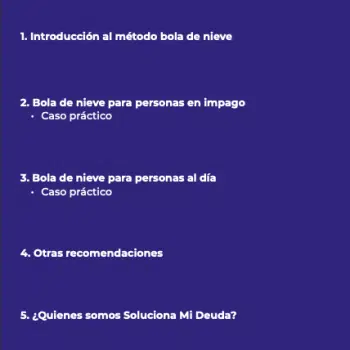 1. Introducción al método bola de nieve
2. Bola de nieve para personas en impago
• Caso práctico
3. Bola de nieve para personas al día
• Caso práctico
4. Otras recomendaciones
5. ¿Quienes somos Soluciona Mi Deuda?